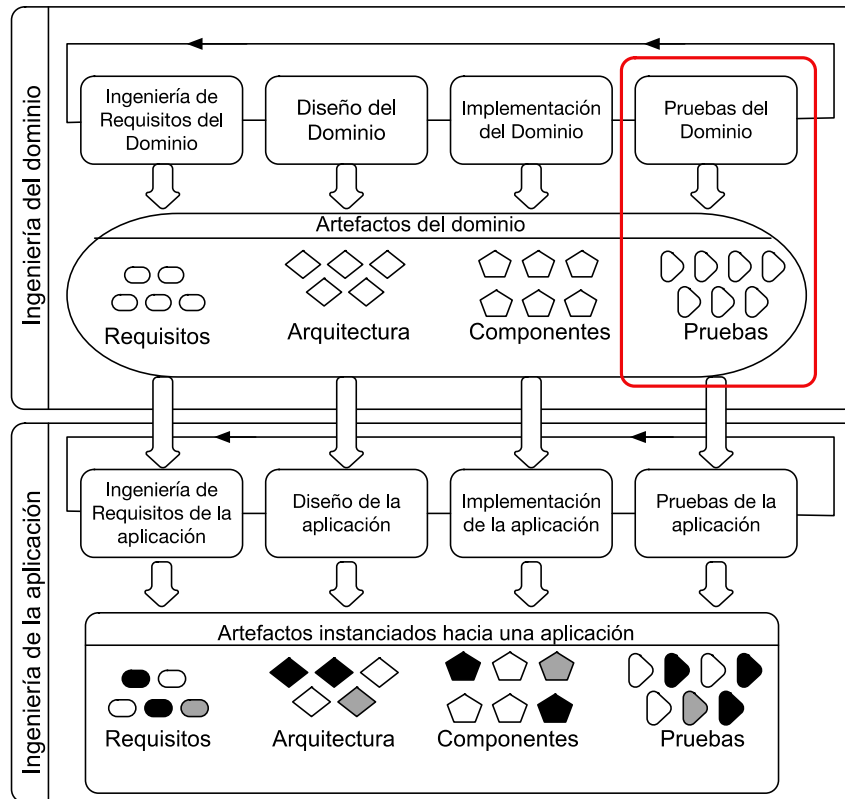 Ingeniería del dominio
Ingeniería de
Requisitos del
Dominio
Diseño del
Dominio
Implementación
del Dominio
Pruebas del
Dominio
Artefactos del dominio
Requisitos
Arquitectura
Componentes
Pruebas
Ingeniería de la aplicación
Ingeniería de
Requisitos de la
aplicación
Diseño de la
aplicación
Implementación
de la aplicación
Pruebas de la
aplicación
Artefactos instanciados hacia una aplicación
Requisitos
Arquitectura
Componentes
Pruebas